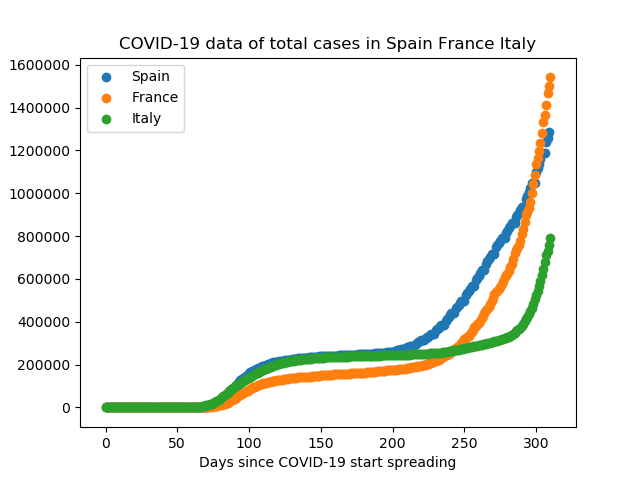 COVID-19 data of total cases in Spain France Italy
1600000
1400000
1200000
1000000
800000
600000
400000
200000
0
Spain
France
Italy
0 50 100 150 200 250 300
Days since COVID-19 start spreading